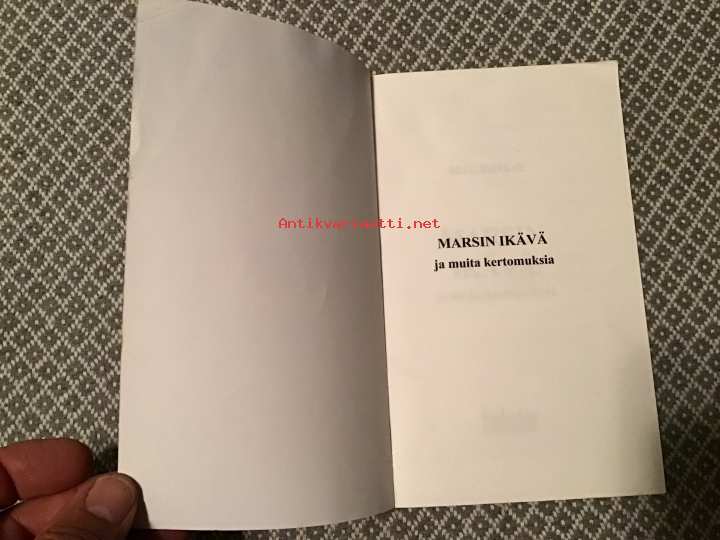 Antikvariaatti.net
MARSIN IKÄVÄ
ja muita kertomuksia